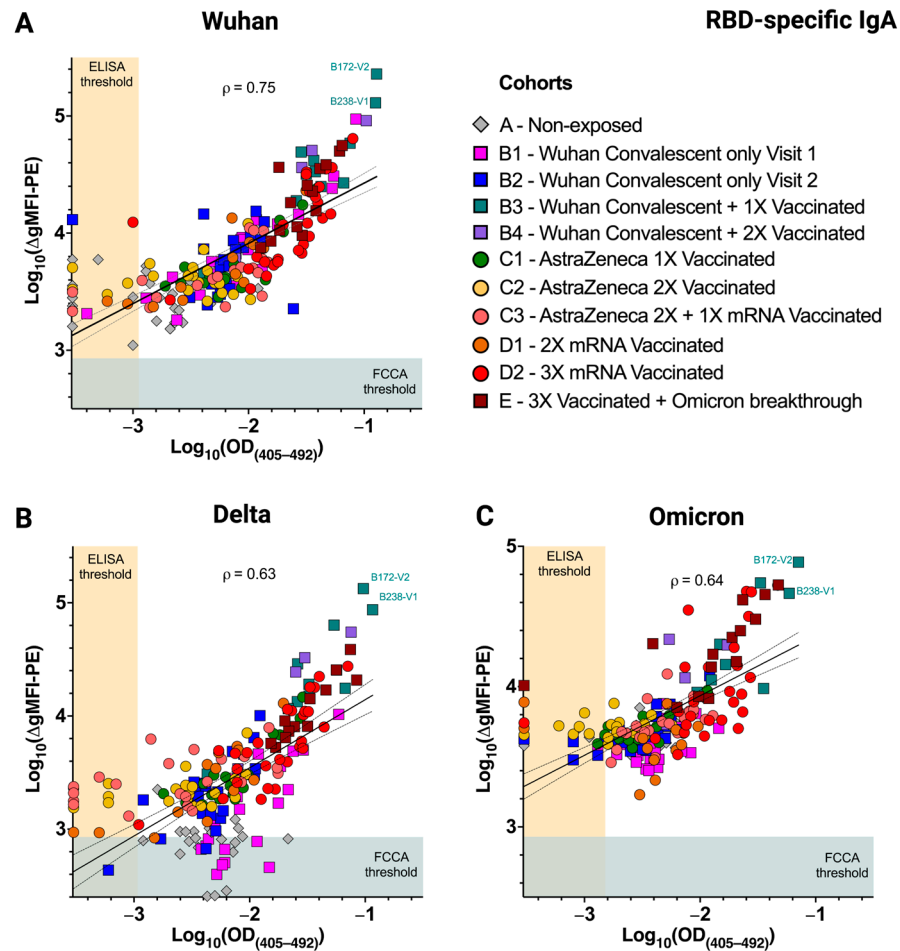 A
Wuhan
RBD-specific IgA
ELISA
threshold
ρ = 0.75
B172-V2
B238-V1
5
4
3
Log10(ΔgMFI-PE)
FCCA
threshold
−3
−2
−1
Log10(OD(405–492))
Cohorts
A - Non-exposed
B1 - Wuhan Convalescent only Visit 1
B2 - Wuhan Convalescent only Visit 2
B3 - Wuhan Convalescent + 1X Vaccinated
B4 - Wuhan Convalescent + 2X Vaccinated
C1 - AstraZeneca 1X Vaccinated
C2 - AstraZeneca 2X Vaccinated
C3 - AstraZeneca 2X + 1X mRNA Vaccinated
D1 - 2X mRNA Vaccinated
D2 - 3X mRNA Vaccinated
E - 3X Vaccinated + Omicron breakthrough
B
Delta
ELISA
threshold
ρ = 0.63
B172-V2
B238-V1
5
4
3
Log10(ΔgMFI-PE)
FCCA
threshold
−3
−2
−1
Log10(OD(405–492))
C
Omicron
ELISA
threshold
ρ = 0.64
B172-V2
B238-V1
5
4
3
Log10(ΔgMFI-PE)
FCCA
threshold
−3
−2
−1
Log10(OD(405–492))